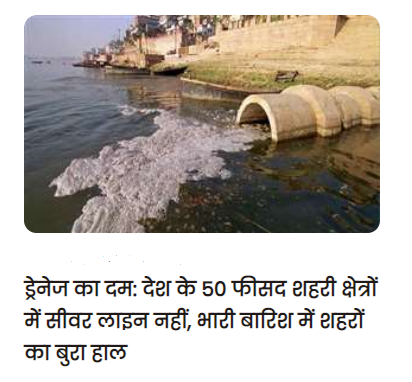 ड्रेनेज का दम: देश के 50 फीसद शहरी क्षेत्रों
में सीवर लाइन नहीं, भारी बारिश में शहरों
का बुरा हाल